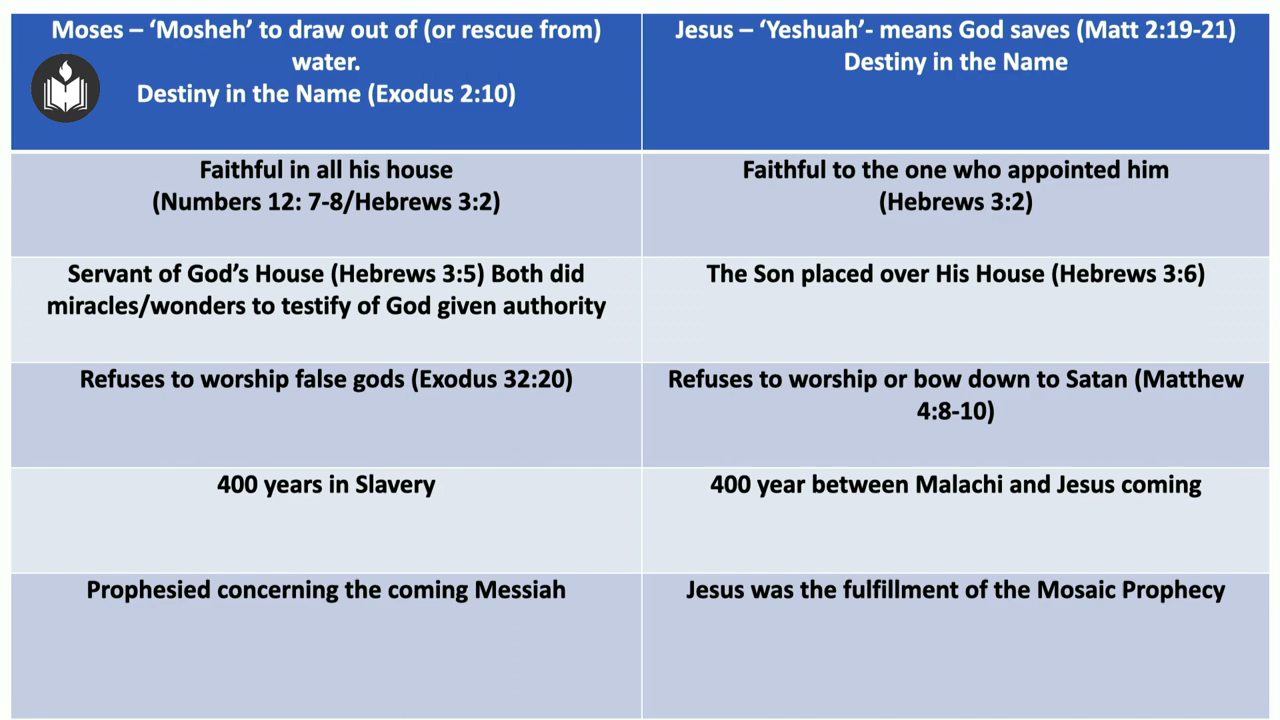 Moses – ‘Mosheh’ to draw out of (or rescue from)
water.
Destiny in the Name (Exodus 2:10)
Jesus – ‘Yeshuah’- means God saves (Matt 2:19-21)
Destiny in the Name
Faithful in all his house
(Numbers 12: 7-8/Hebrews 3:2)
Faithful to the one who appointed him
(Hebrews 3:2)
Servant of God’s House (Hebrews 3:5) Both did
miracles/wonders to testify of God given authority
The Son placed over His House (Hebrews 3:6)
Refuses to worship false gods (Exodus 32:20)
Refuses to worship or bow down to Satan (Matthew
4:8-10)
400 years in Slavery
400 year between Malachi and Jesus coming
Prophesied concerning the coming Messiah
Jesus was the fulfillment of the Mosaic Prophecy